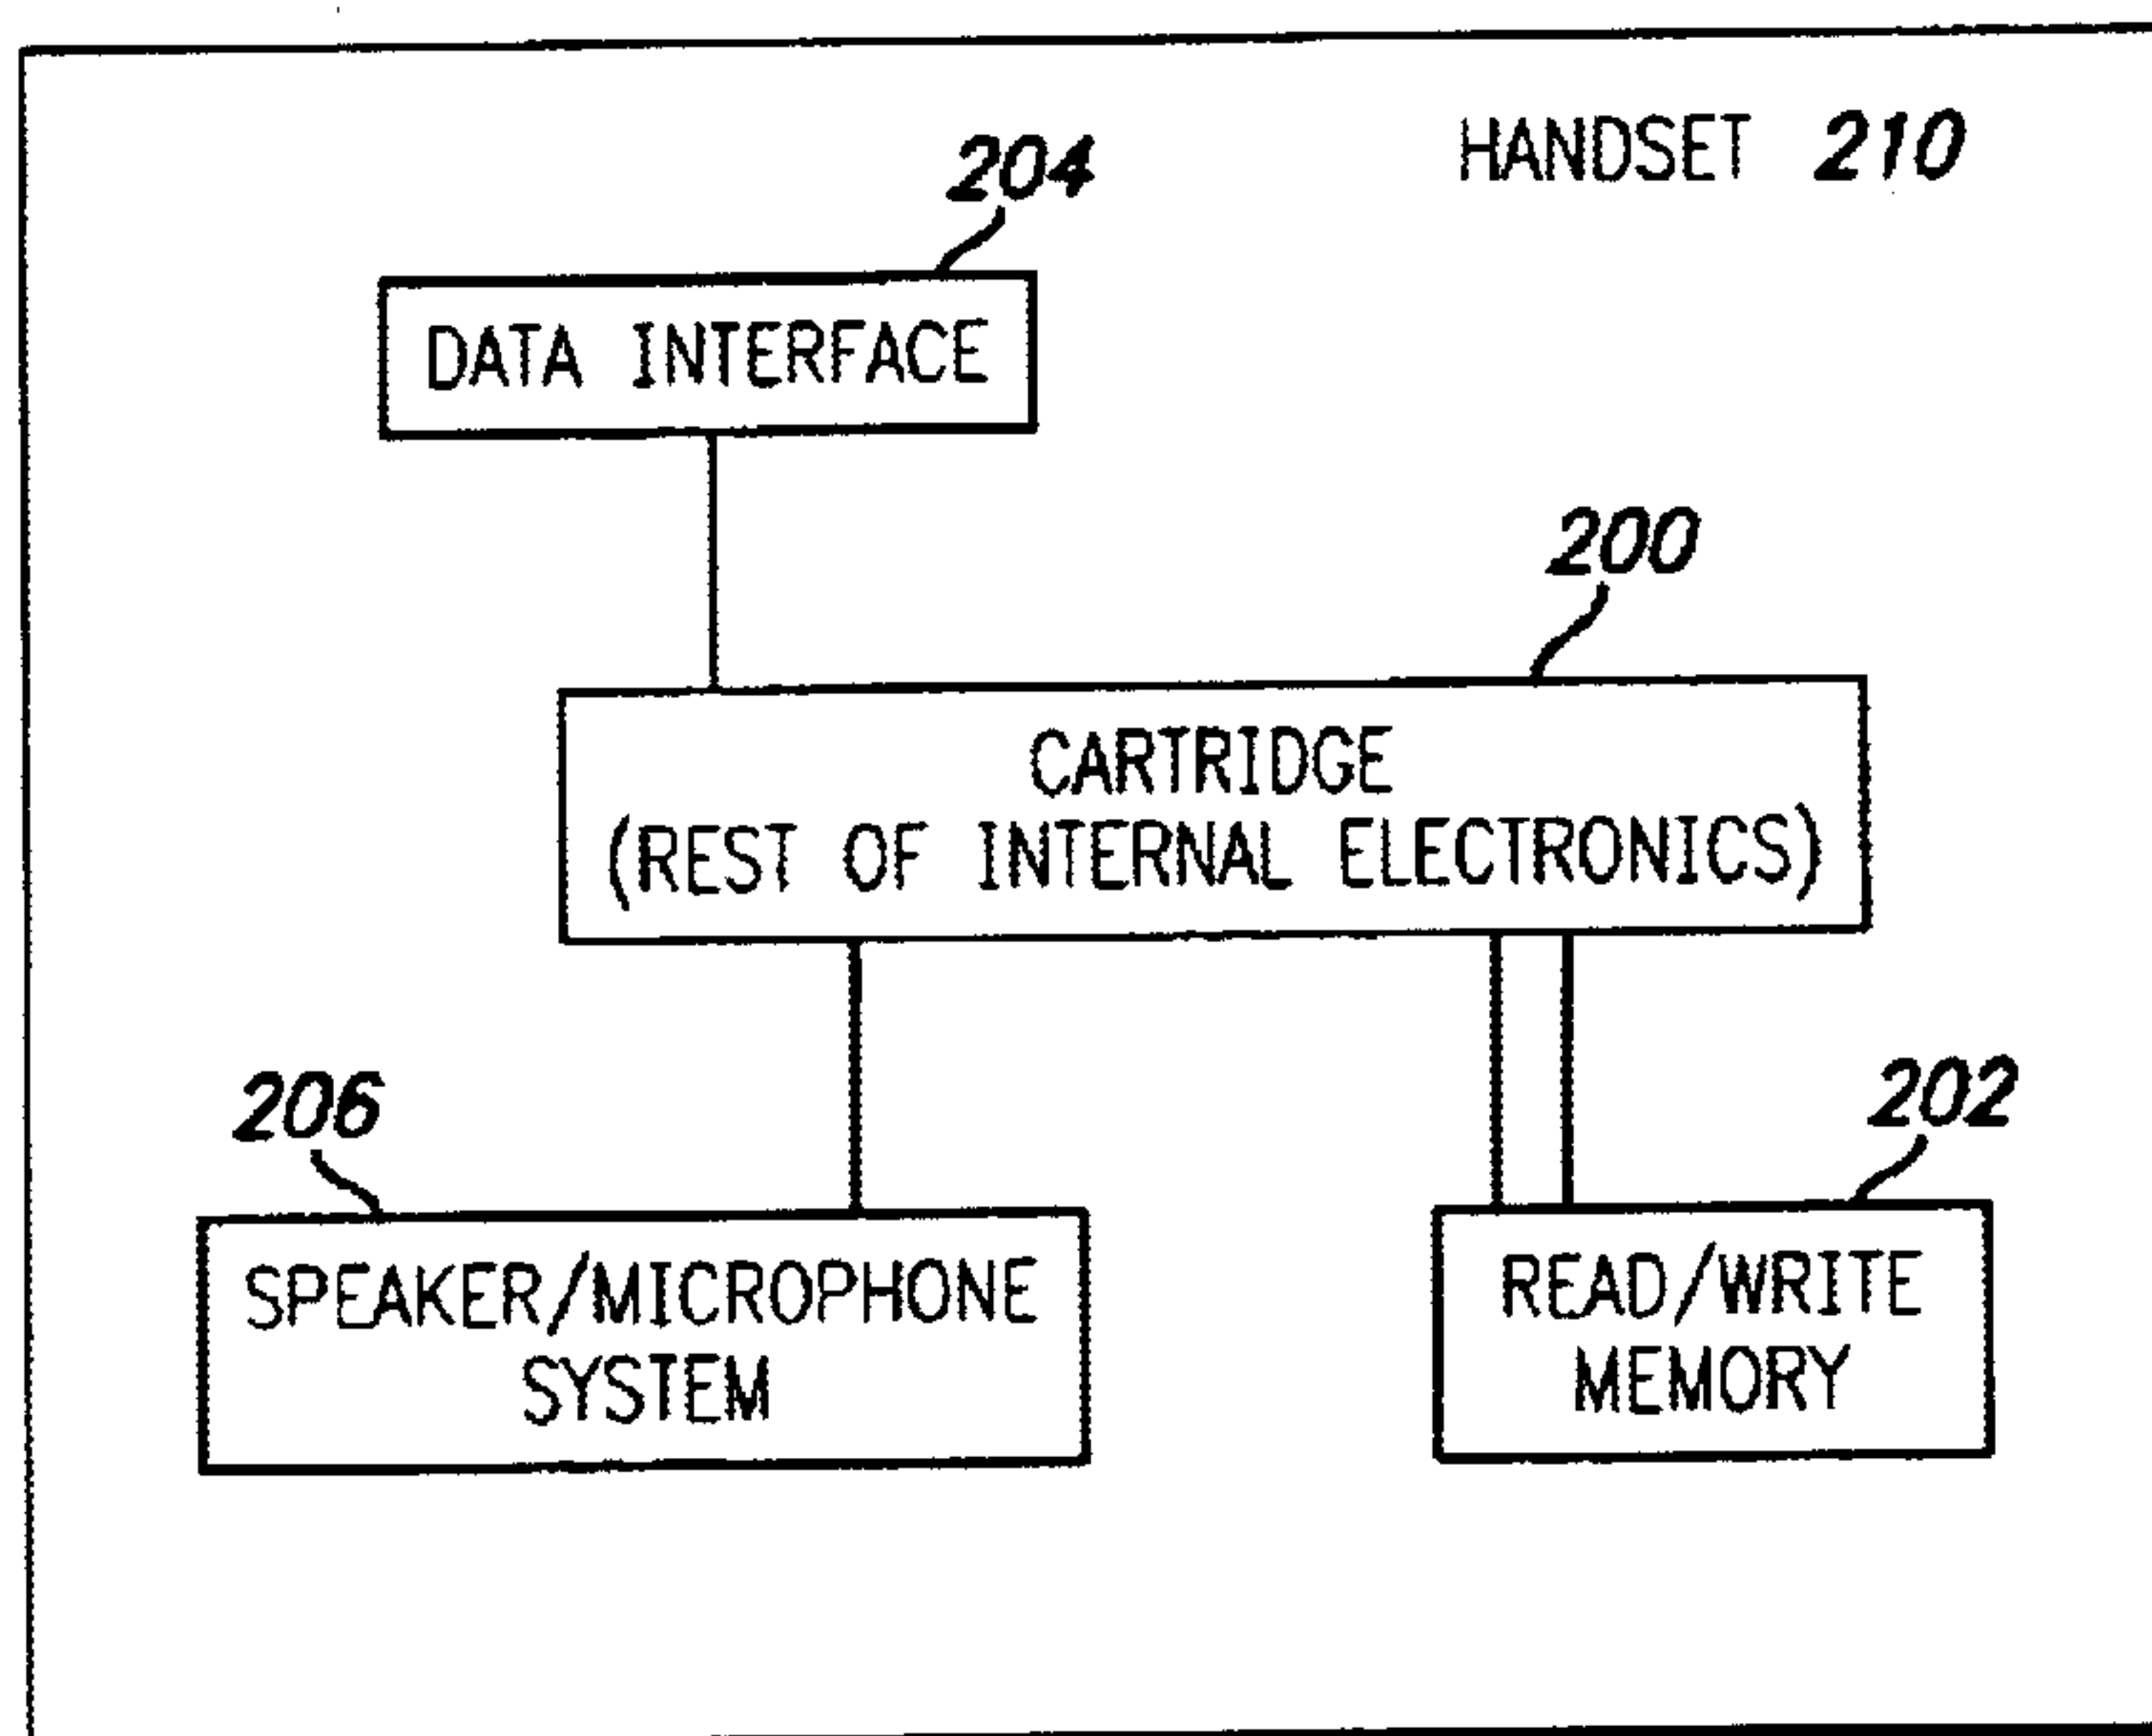 HANDSET 210
204
DATA INTERFACE
200
CARTRIDGE
(REST OF INTERNAL ELECTRONICS)
206
SPEAKER/MICROPHONE
SYSTEM
202
READ/WRITE
MEMORY